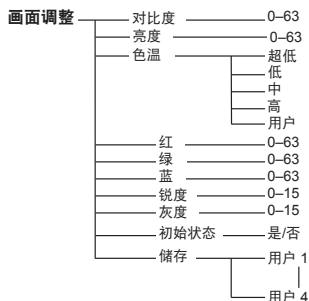 画面调整 对比度 0–63
亮度 0–63
色温 超低
低
中
高
用户
红 0–63
绿 0–63
蓝 0–63
锐度 0–15
灰度 0–15
初始状态 是/否
储存 用户 1
用户 4